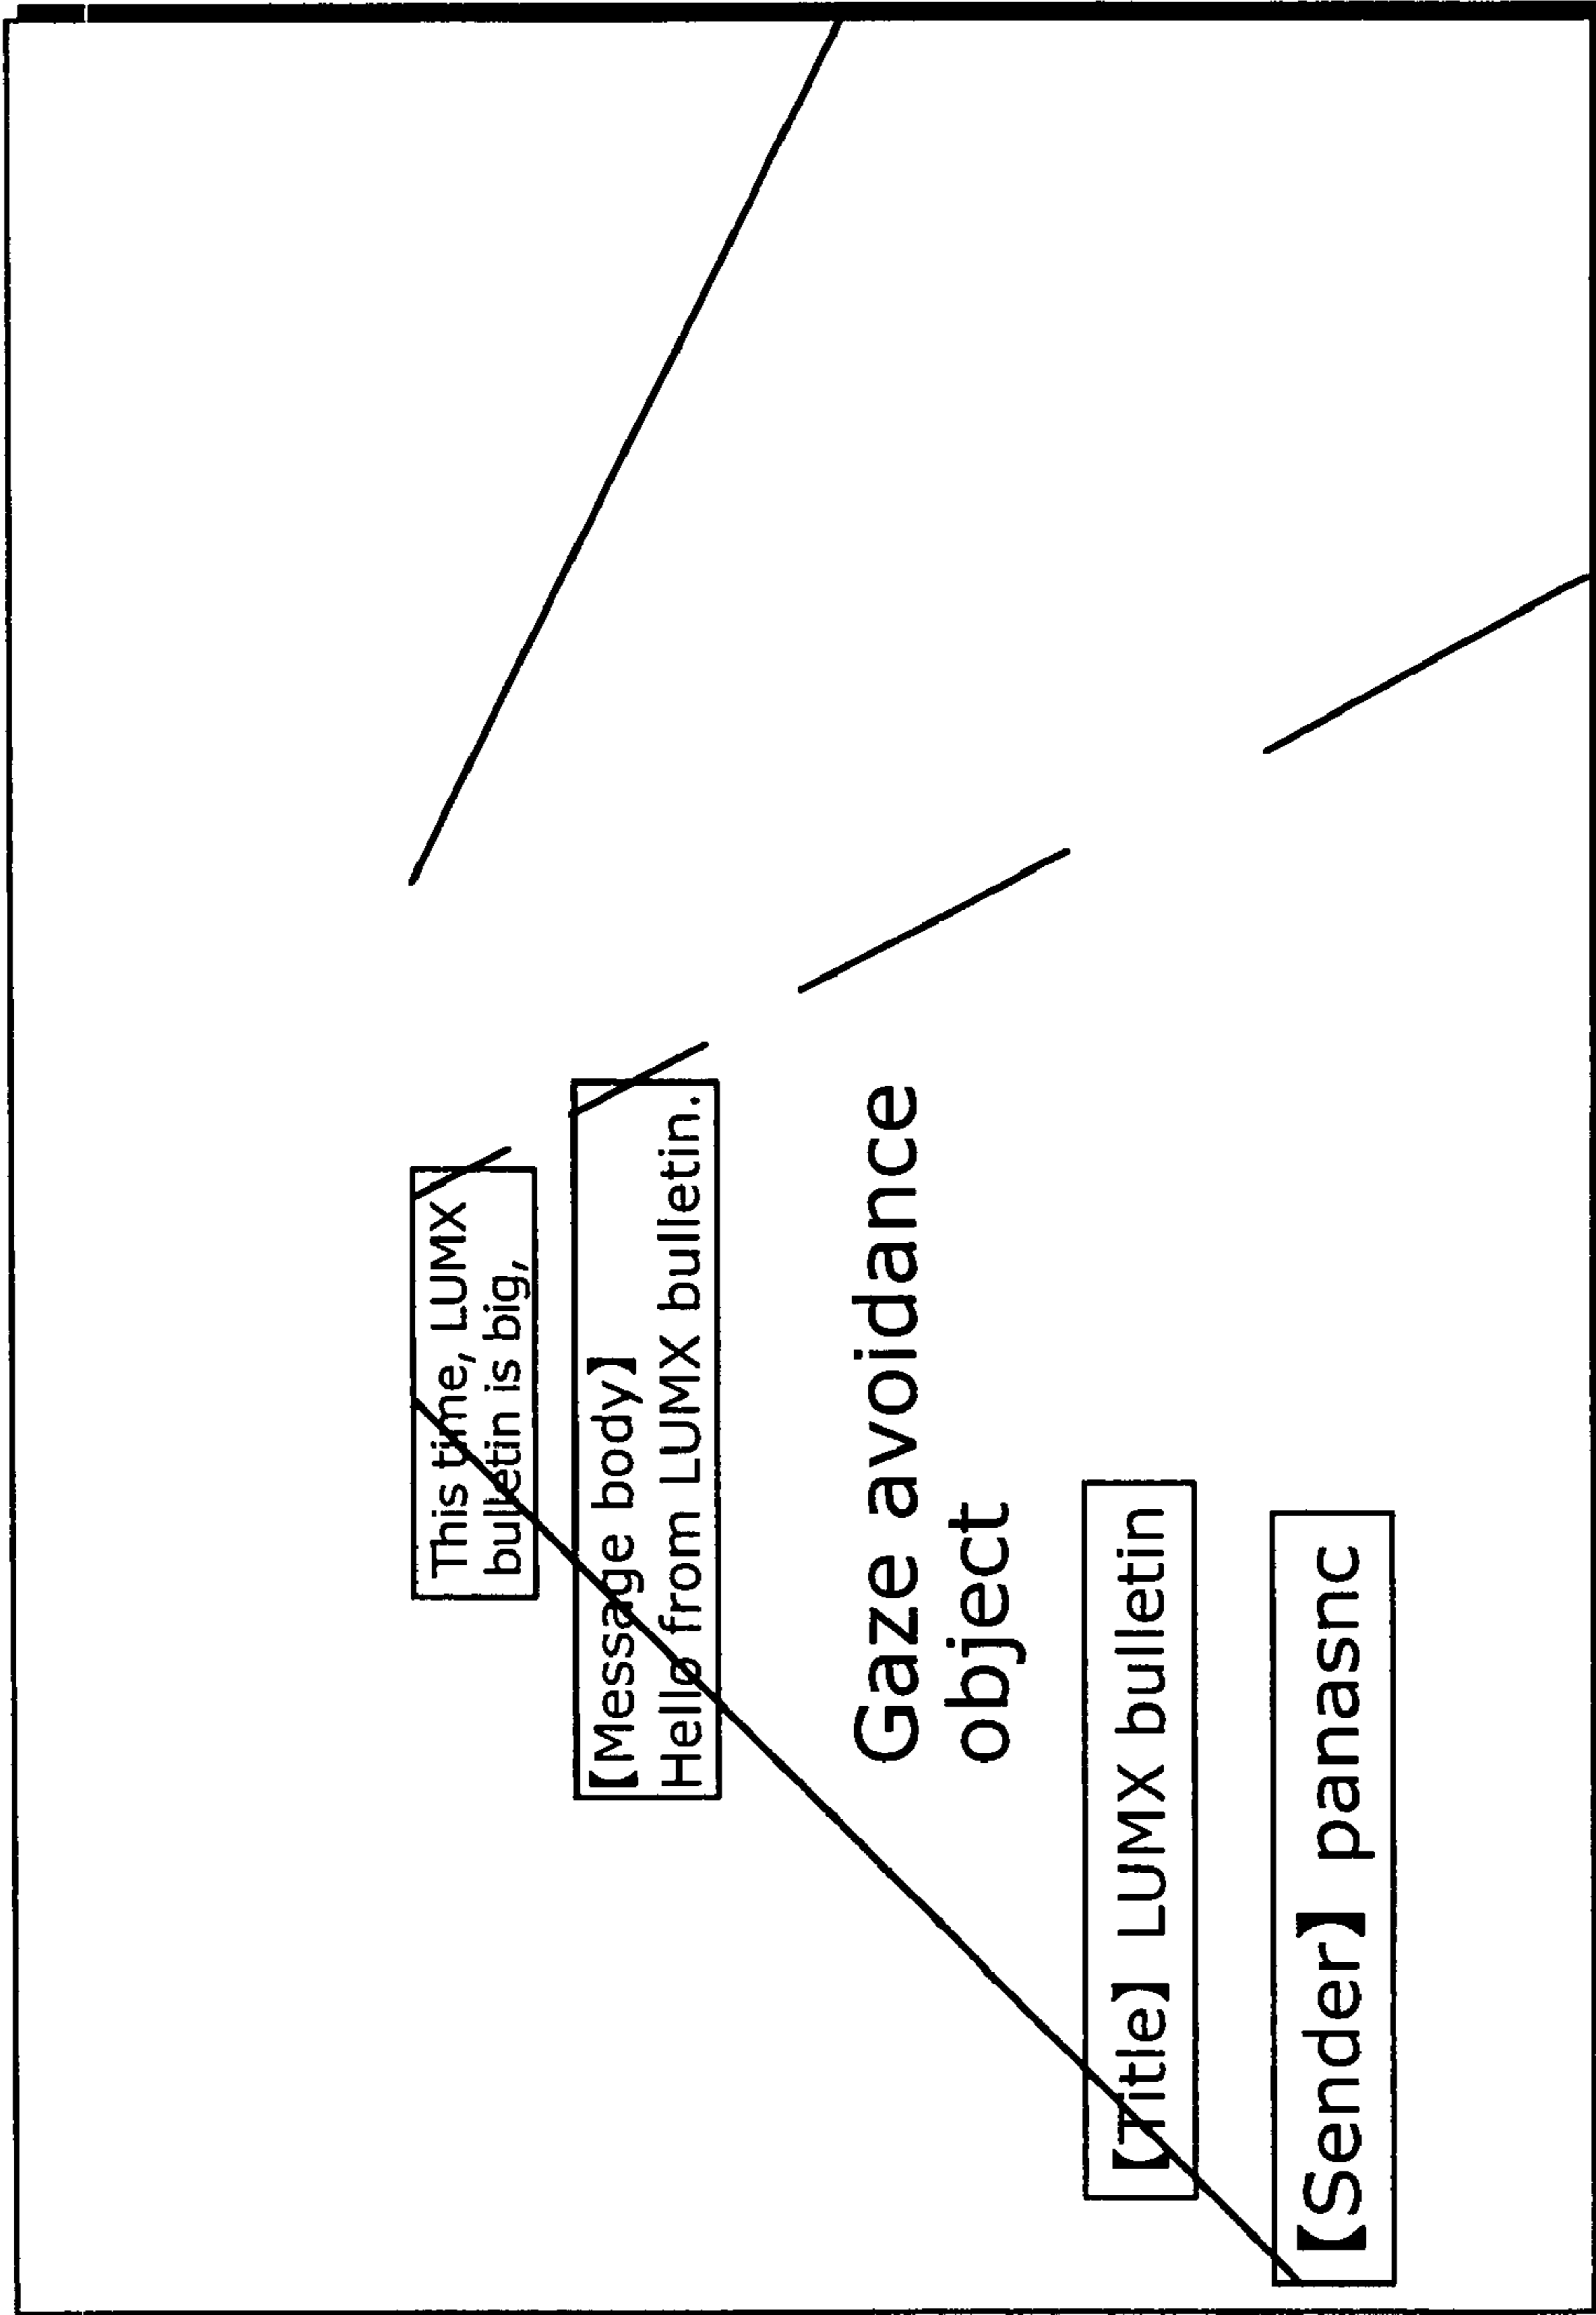 This time, LUMX
bulletin is big,
【Message body】
Hello from LUMX bulletin.
Gaze avoidance
object
【Title】 LUMX bulletin
【Sender】 panasnc